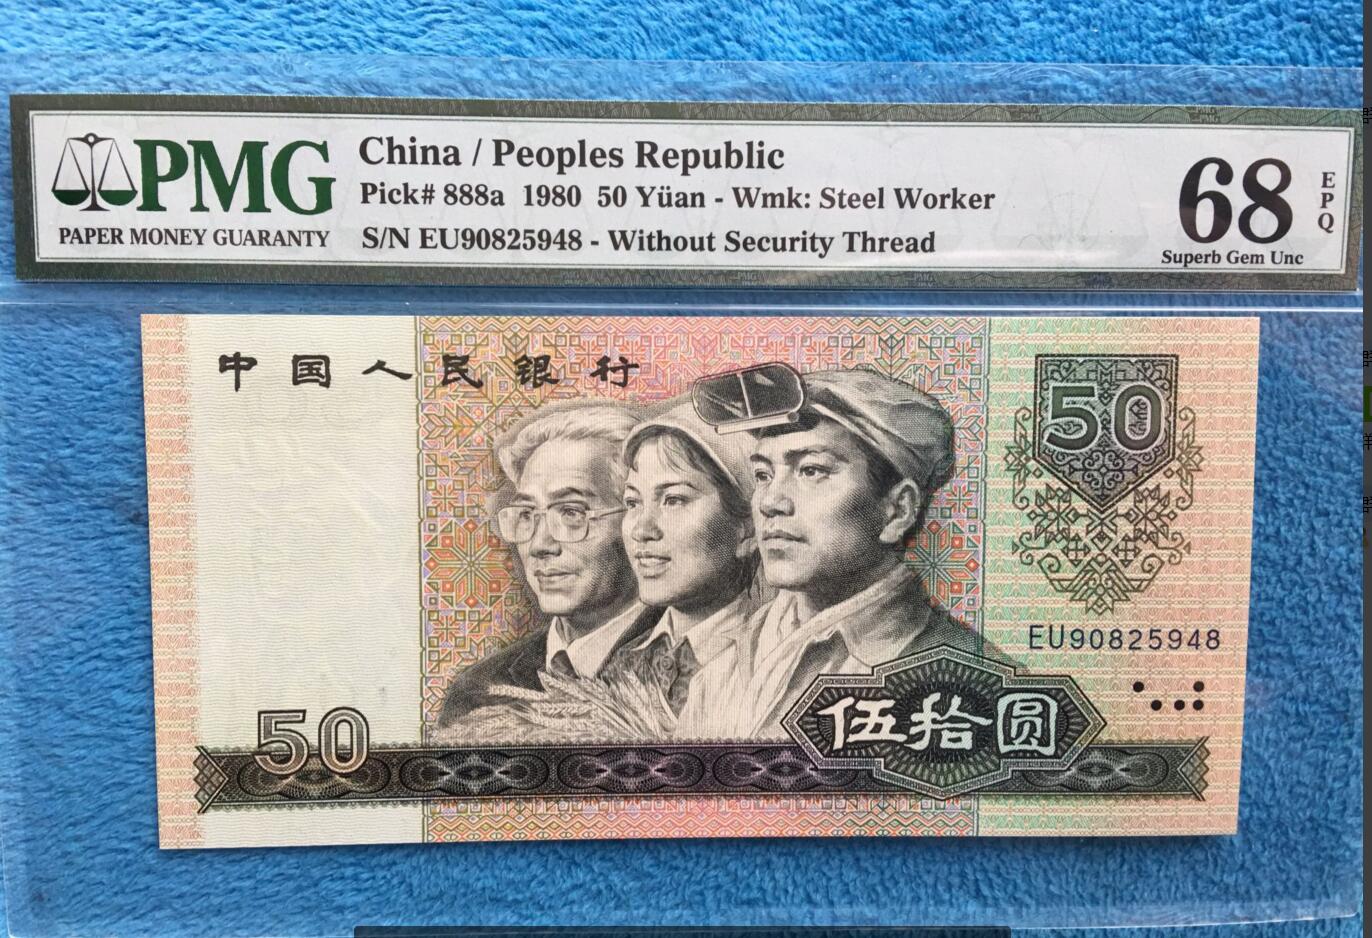 PMG
PAPER MONEY GUARANTY
China / Peoples Republic
Pick# 888a 1980 50 Yüan - Wmk: Steel Worker
S/N EU90825948 - Without Security Thread
68
EPQ
Superb Gem Unc
中国人民银行
50
EU90825948
50
伍拾圆